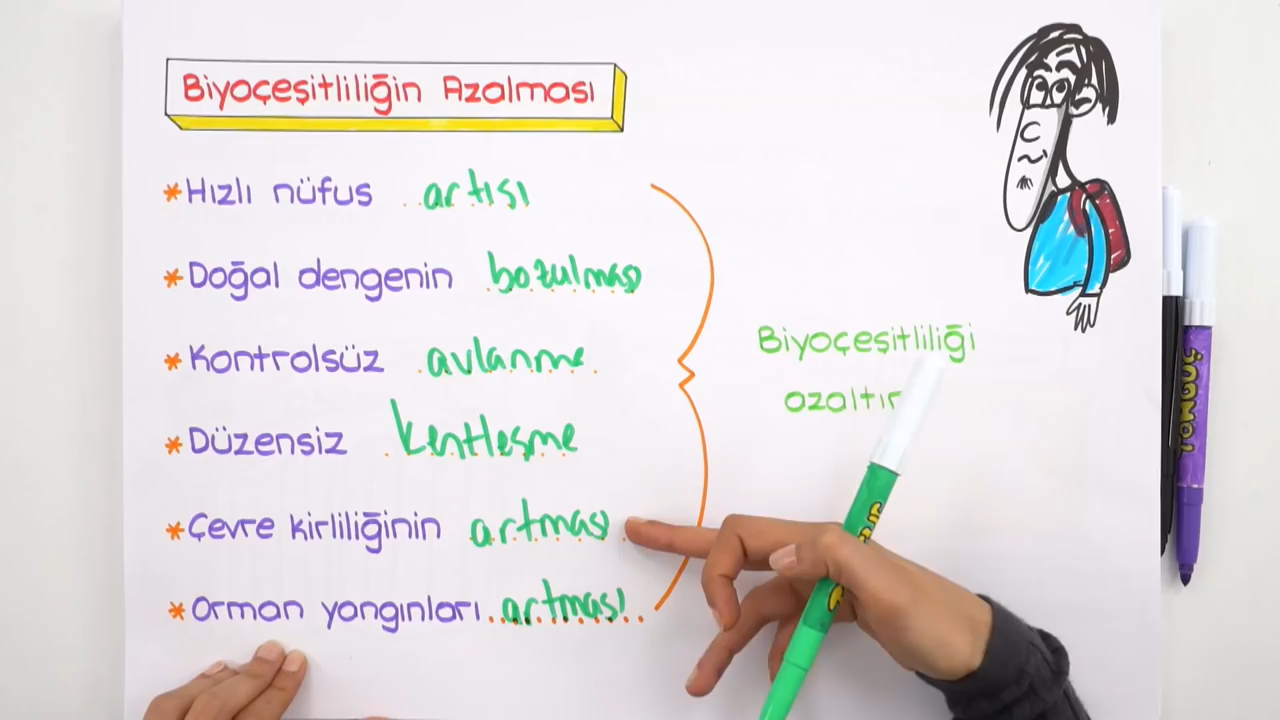 Biyoçeşitliliğin Azalması
*Hızlı nüfus artışı
*Doğal dengenin bozulması
*Kontrolsüz avlanma
*Düzensiz kentleşme
*Çevre kirliliğinin artması
*Orman yangınları artması
Biyoçeşitliliği
azaltır